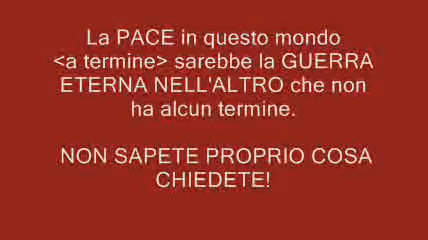 La PACE in questo mondo
<a termine> sarebbe la GUERRA
ETERNA NELL'ALTRO che non
ha alcun termine.
NON SAPETE PROPRIO COSA
CHIEDETE!